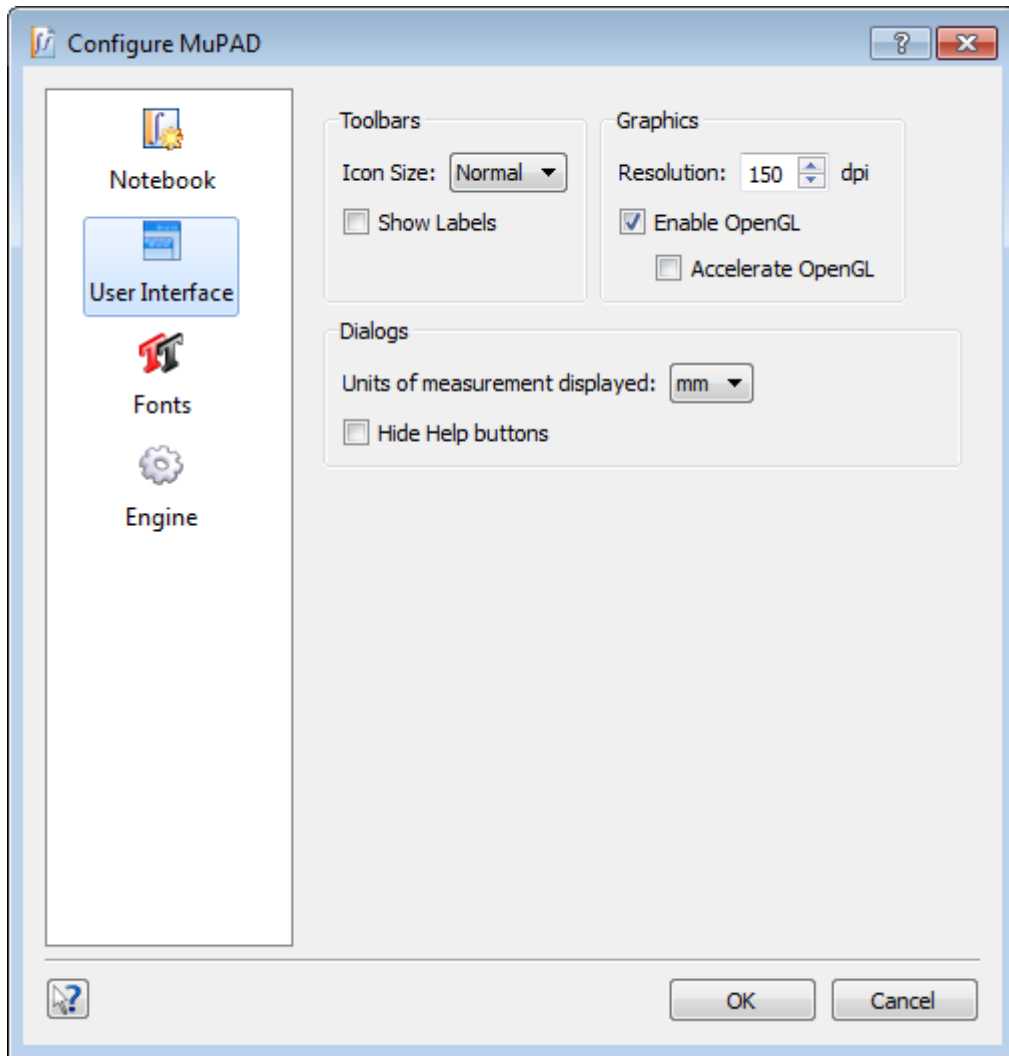 Configure MuPAD
Notebook
User Interface
Fonts
Engine
Toolbars
Icon Size: Normal
Show Labels
Graphics
Resolution: 150 dpi
Enable OpenGL
Accelerate OpenGL
Dialogs
Units of measurement displayed: mm
Hide Help buttons
OK Cancel